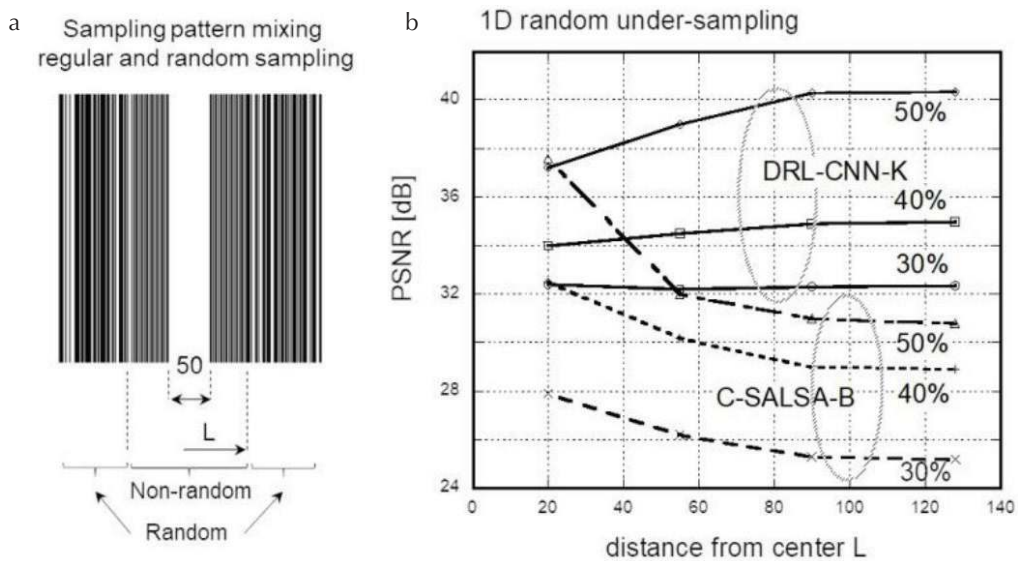 a
Sampling pattern mixing
regular and random sampling
50
L
Non-random
Random
b
1D random under-sampling
PSNR [dB]
40
36
32
28
24
0
20
40
60
80
100
120
140
distance from center L
50%
DRL-CNN-K
40%
30%
50%
C-SALSA-B
40%
30%